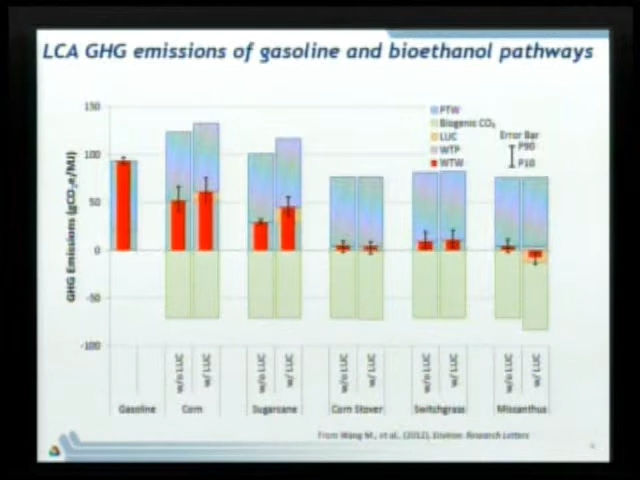 LCA GHG emissions of gasoline and bioethanol pathways
GHG Emissions (gCO₂e/MJ)
150
100
50
0
-50
-100
PTW
Biogenic CO₂
LUC
WTP
WTW
Error Bar
P90
P10
w/o LUC
w/ LUC
w/o LUC
w/ LUC
w/o LUC
w/ LUC
w/o LUC
w/ LUC
w/o LUC
w/ LUC
Gasoline
Corn
Sugarcane
Corn Stover
Switchgrass
Miscanthus
From Wang M., et al., (2012), Environ. Research Letters